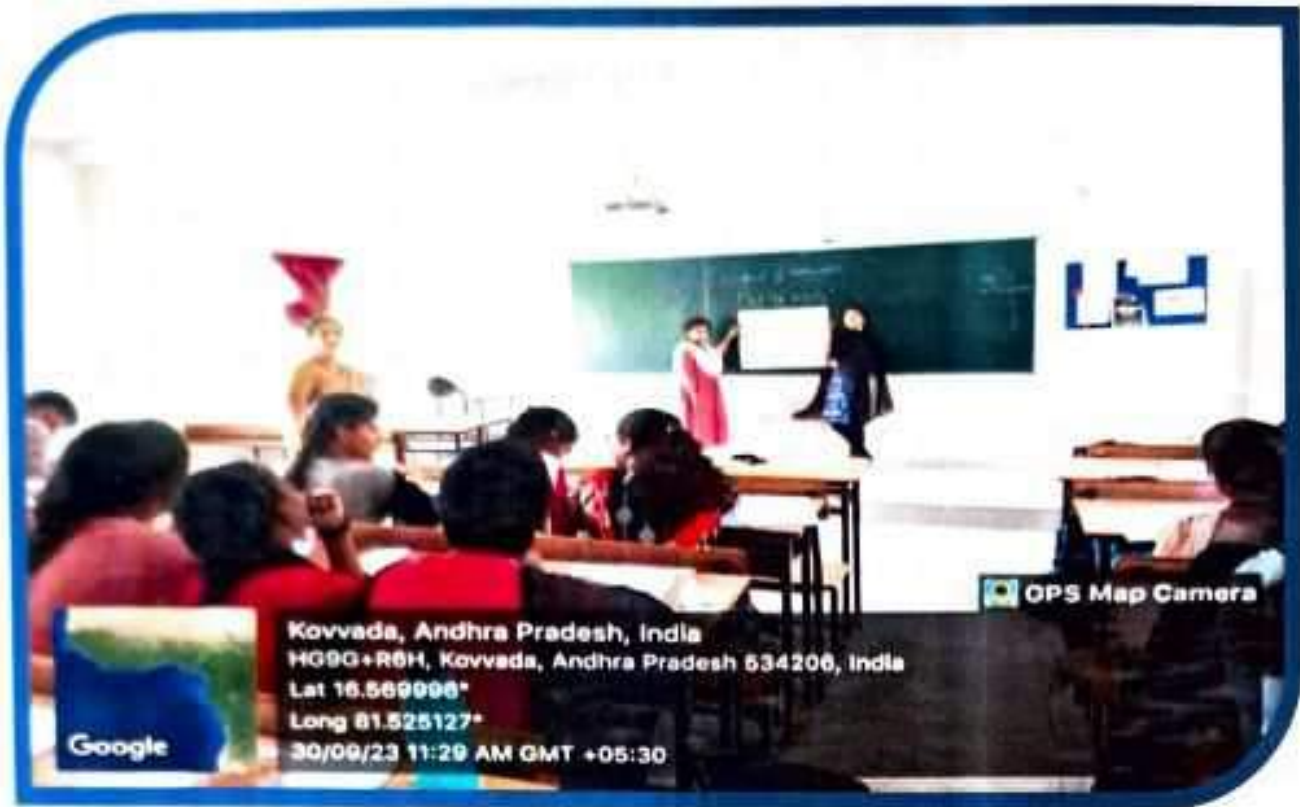 GPS Map Camera
Kovvada, Andhra Pradesh, India
HG9G+R6H, Kovvada, Andhra Pradesh 534206, India
Lat 16.569996°
Long 81.525127°
30/09/23 11:29 AM GMT +05:30
Google